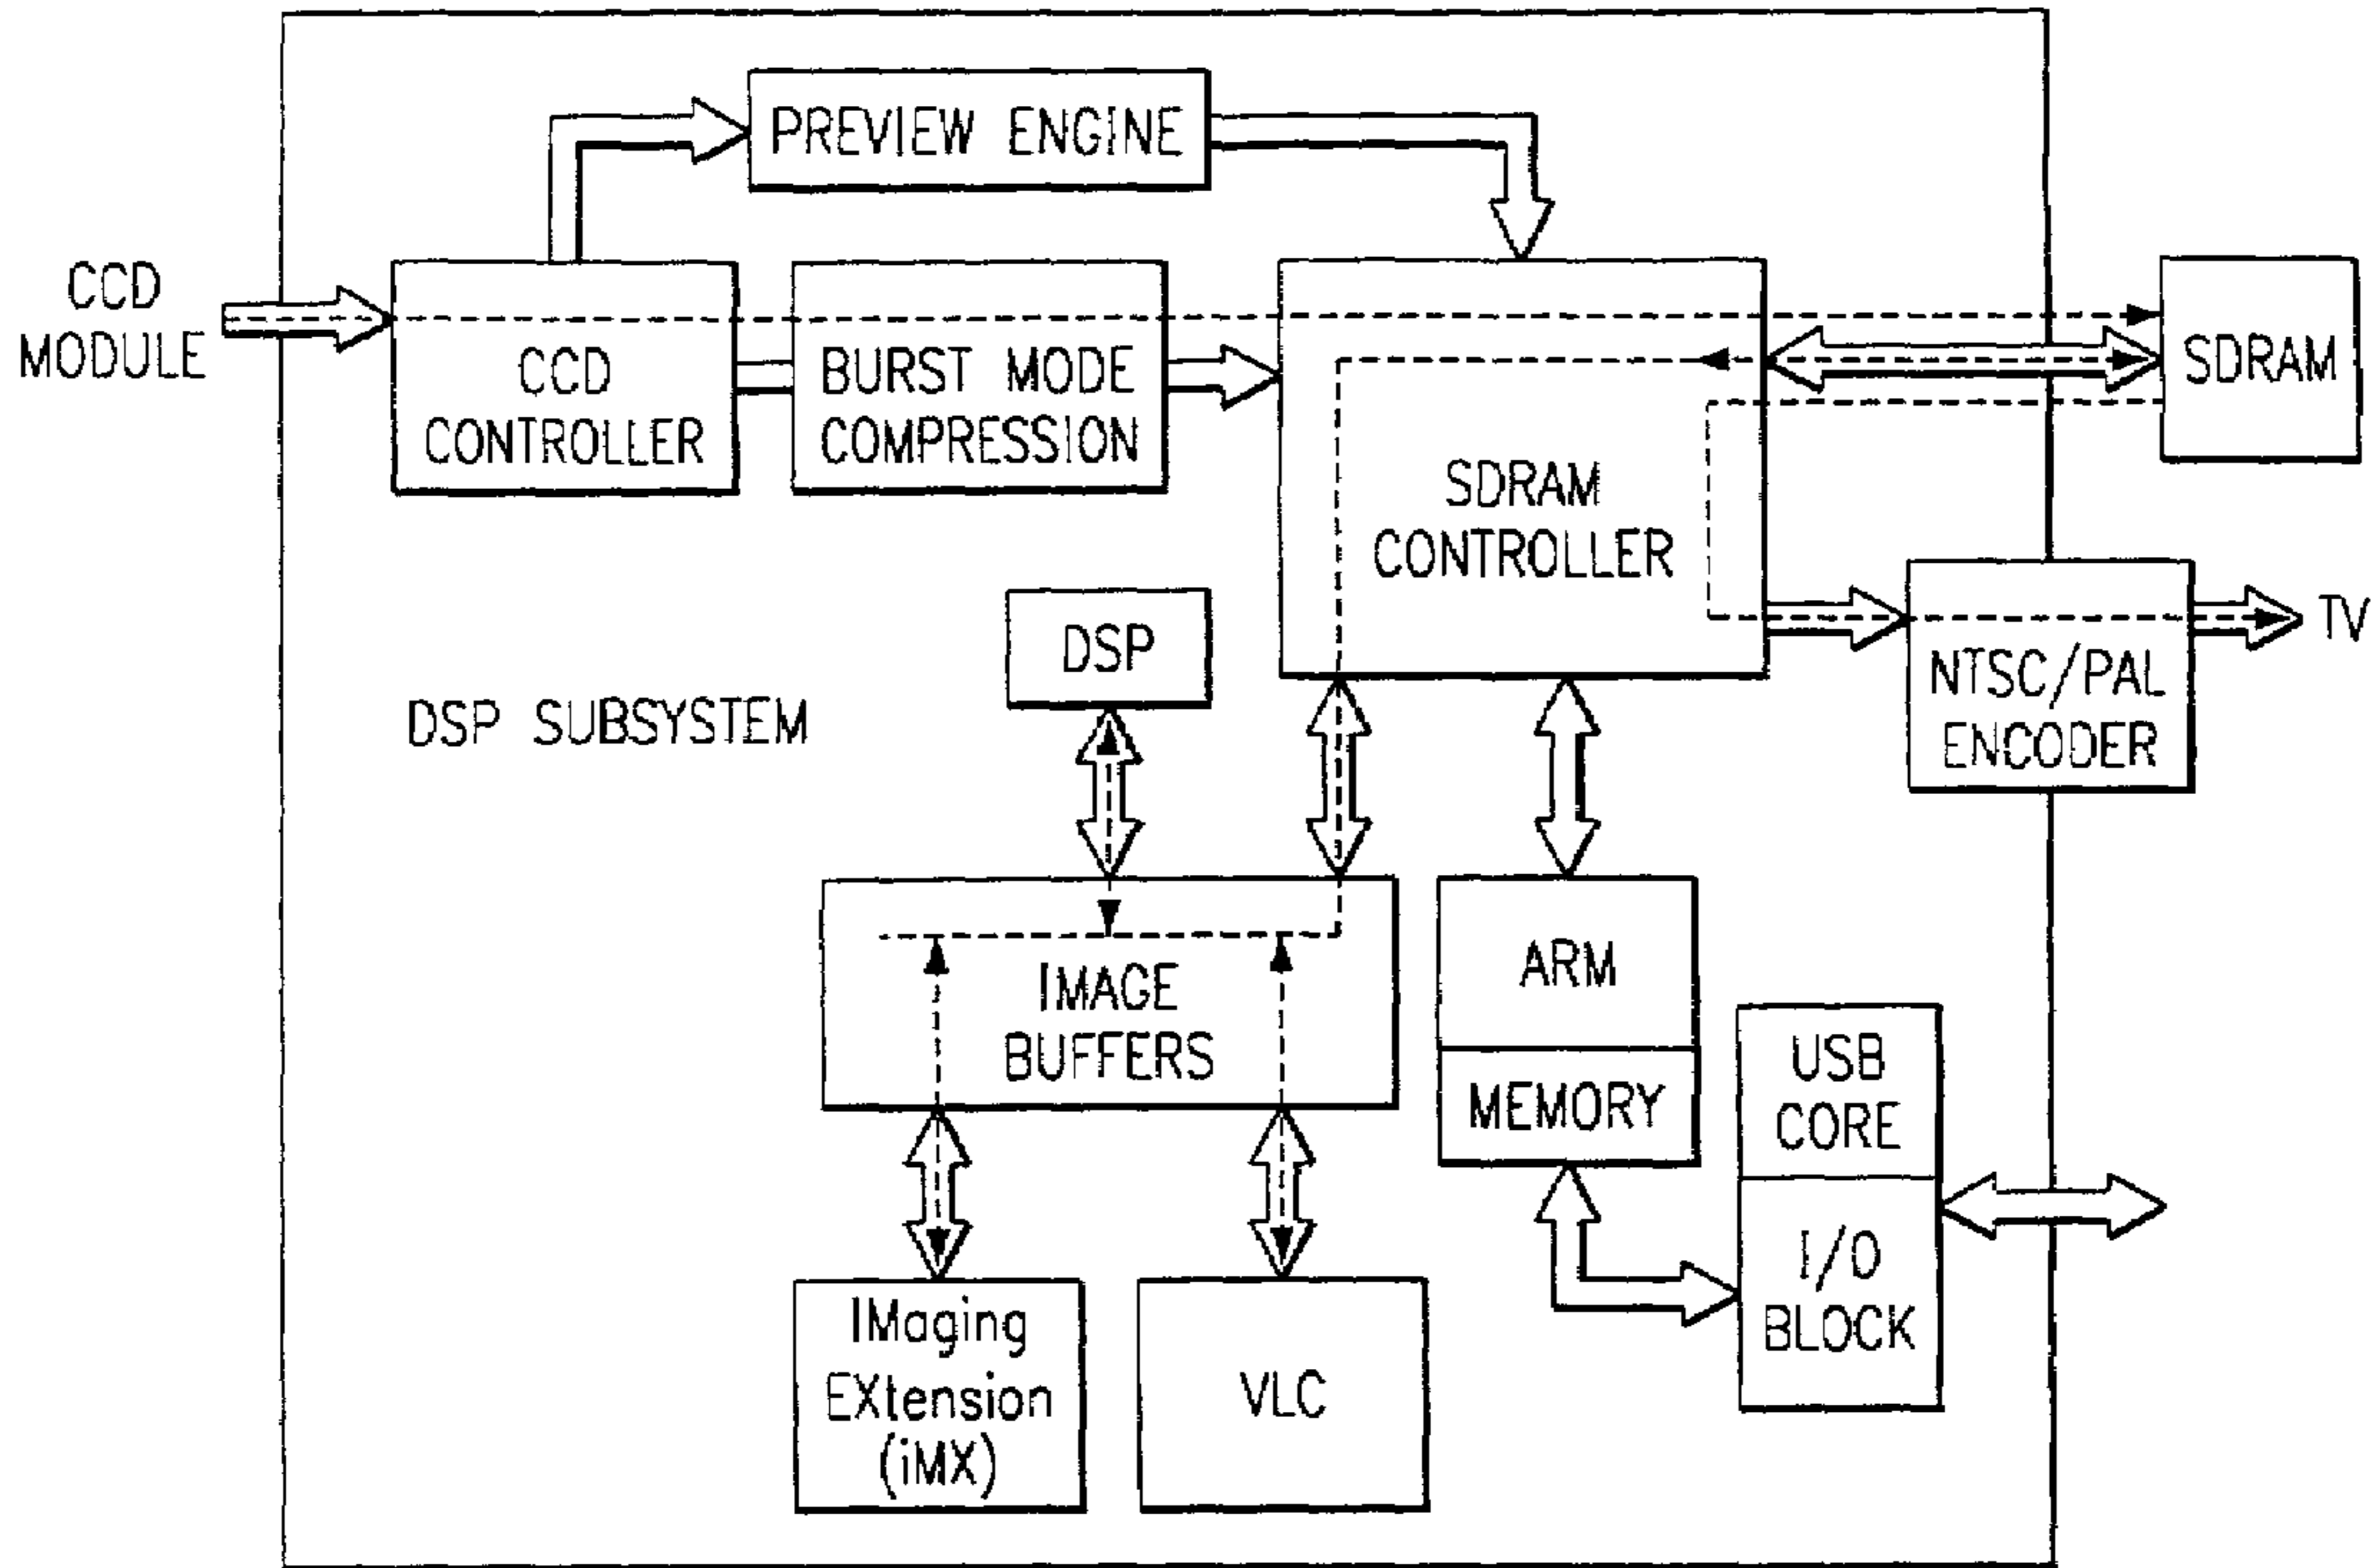 PREVIEW ENGINE
CCD
MODULE
CCD
CONTROLLER
BURST MODE
COMPRESSION
SDRAM
CONTROLLER
SDRAM
NTSC/PAL
ENCODER
TV
DSP
DSP SUBSYSTEM
IMAGE
BUFFERS
ARM
MEMORY
USB
CORE
I/O
BLOCK
IMaging
EXtension
(iMX)
VLC